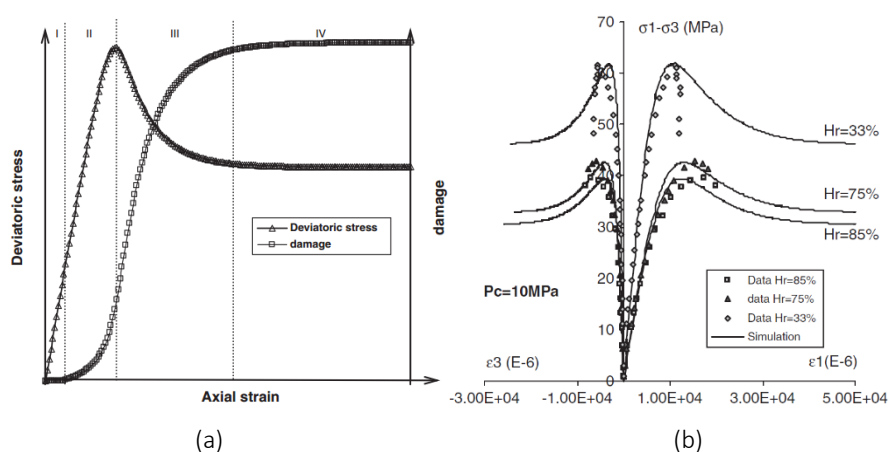 I II III IV
Deviatoric stress
Deviatoric stress
damage
damage
Axial strain
(a)
70
σ1-σ3 (MPa)
60
50
40
30
20
10
0
Hr=33%
Hr=75%
Hr=85%
Pc=10MPa
Data Hr=85%
data Hr=75%
Data Hr=33%
Simulation
ε3 (E-6)
ε1(E-6)
-3.00E+04 -1.00E+04 1.00E+04 3.00E+04 5.00E+04
(b)